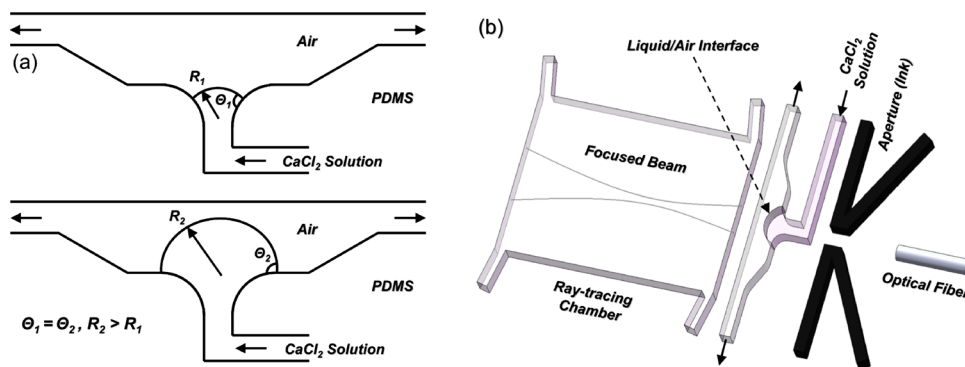 (a)
Air
R1
Θ1
PDMS
CaCl2 Solution
R2
Air
Θ2
PDMS
Θ1 = Θ2 , R2 > R1
CaCl2 Solution
(b)
Liquid/Air Interface
CaCl2
Solution
Aperture (Ink)
Focused Beam
Optical Fiber
Ray-tracing
Chamber